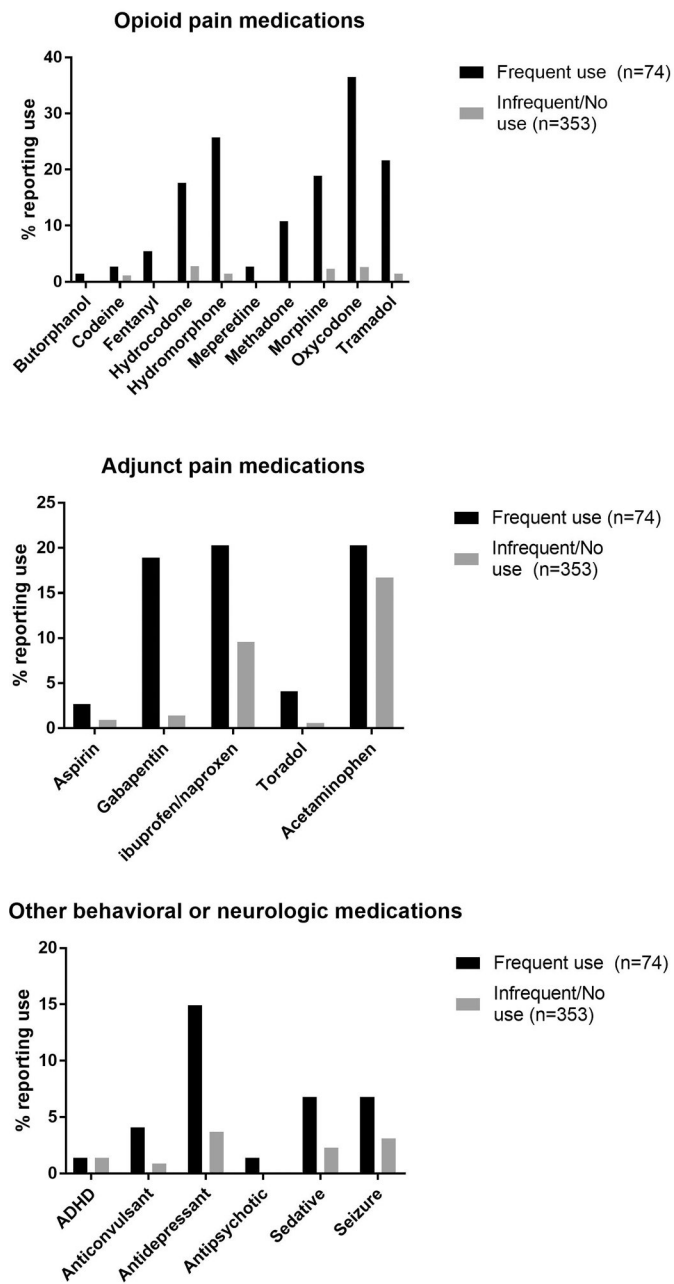 Opioid pain medications
Frequent use (n=74)
Infrequent/No
use (n=353)
% reporting use
40
30
20
10
0
Butorphanol
Codeine
Fentanyl
Hydrocodone
Hydromorphone
Meperedine
Methadone
Morphine
Oxycodone
Tramadol
Adjunct pain medications
Frequent use (n=74)
Infrequent/No
use (n=353)
% reporting use
25
20
15
10
5
0
Aspirin
Gabapentin
ibuprofen/naproxen
Toradol
Acetaminophen
Other behavioral or neurologic medications
Frequent use (n=74)
Infrequent/No
use (n=353)
% reporting use
20
15
10
5
0
ADHD
Anticonvulsant
Antidepressant
Antipsychotic
Sedative
Seizure